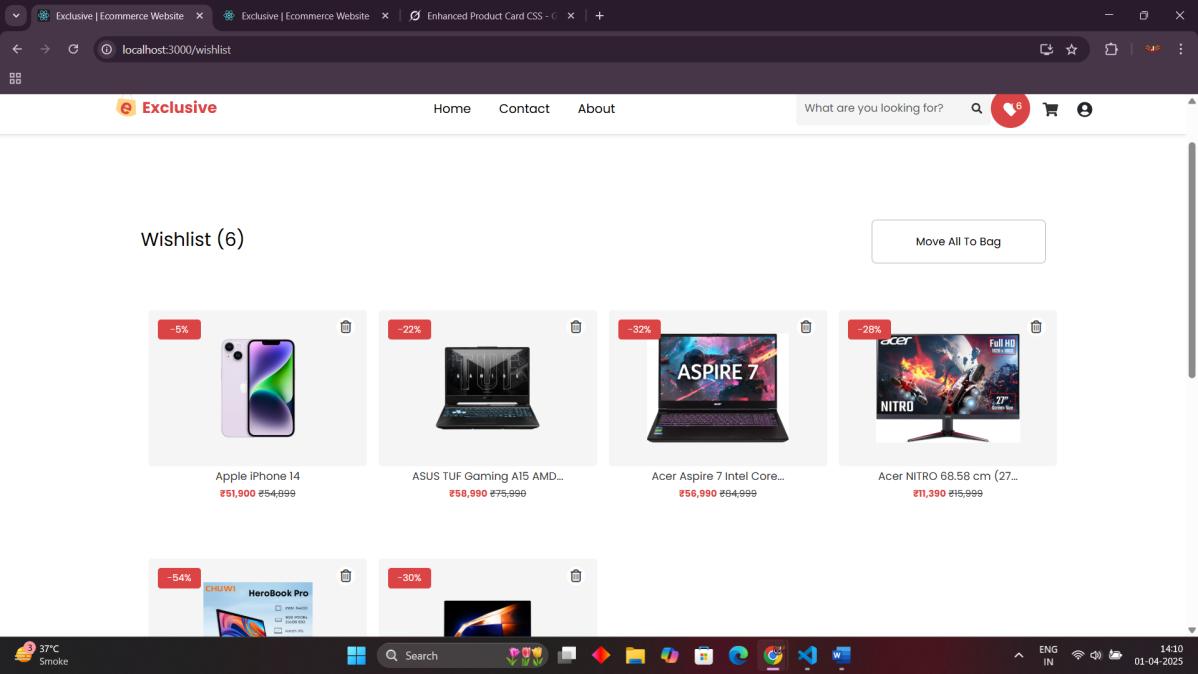 Exclusive | Ecommerce Website
Exclusive | Ecommerce Website
Enhanced Product Card CSS -
localhost:3000/wishlist
Exclusive
Home
Contact
About
What are you looking for?
6
Wishlist (6)
Move All To Bag
-5%
-22%
-32%
-28%
ASPIRE 7
acer
Full HD
NITRO
27"
Apple iPhone 14
ASUS TUF Gaming A15 AMD...
Acer Aspire 7 Intel Core...
Acer NITRO 68.58 cm (27...
₹51,900 ₹54,899
₹58,990 ₹75,990
₹56,990 ₹84,999
₹11,390 ₹15,999
-54%
-30%
CHUWI
HeroBook Pro
3
37°C
Smoke
Search
ENG
IN
14:10
01-04-2025